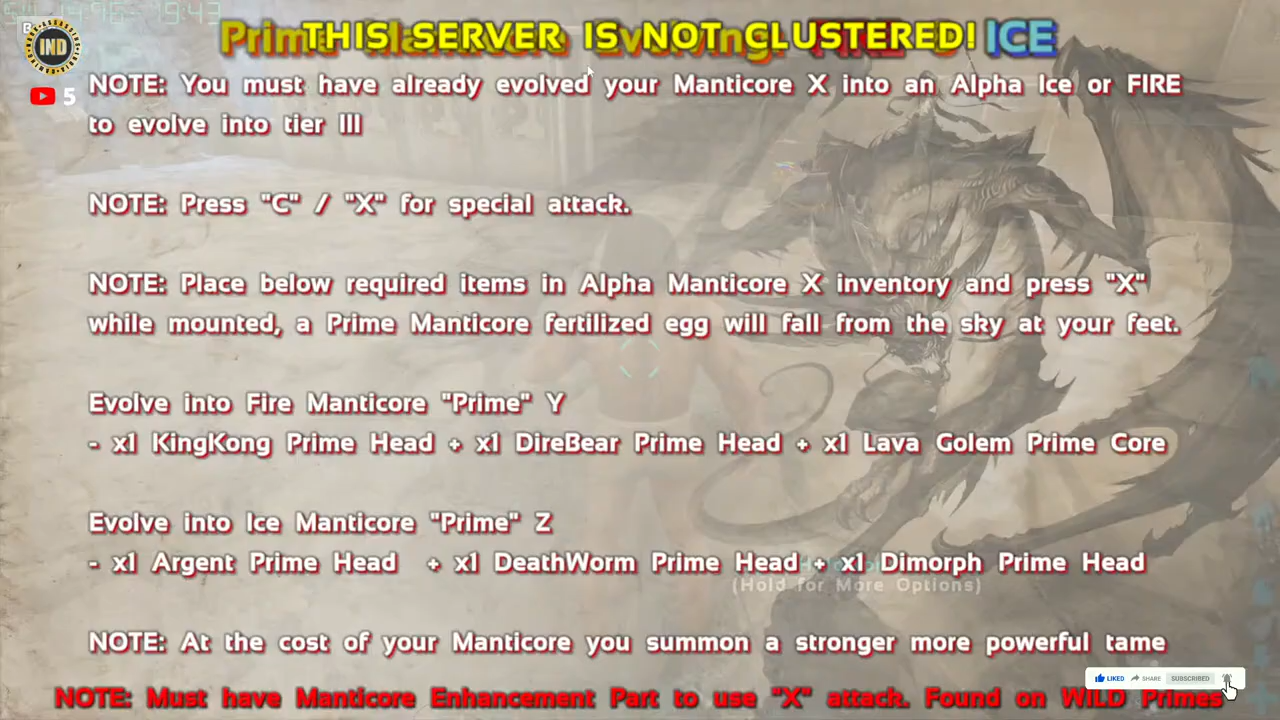 THIS SERVER IS NOT CLUSTERED! ICE
IND
5
NOTE: You must have already evolved your Manticore X into an Alpha Ice or FIRE
to evolve into tier III
NOTE: Press "C" / "X" for special attack.
NOTE: Place below required items in Alpha Manticore X inventory and press "X"
while mounted, a Prime Manticore fertilized egg will fall from the sky at your feet.
Evolve into Fire Manticore "Prime" Y
- x1 KingKong Prime Head + x1 DireBear Prime Head + x1 Lava Golem Prime Core
Evolve into Ice Manticore "Prime" Z
- x1 Argent Prime Head + x1 DeathWorm Prime Head + x1 Dimorph Prime Head
(Hold for More Options)
NOTE: At the cost of your Manticore you summon a stronger more powerful tame
LIKED SHARE SUBSCRIBED
NOTE: Must have Manticore Enhancement Part to use "X" attack. Found on WILD Primes